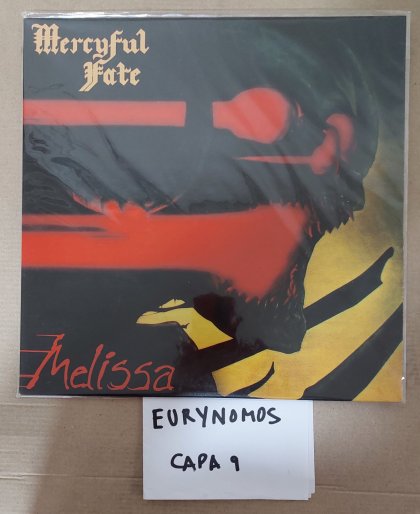 Mercyful
Fate
Melissa
EURYNOMOS
CAPA 9